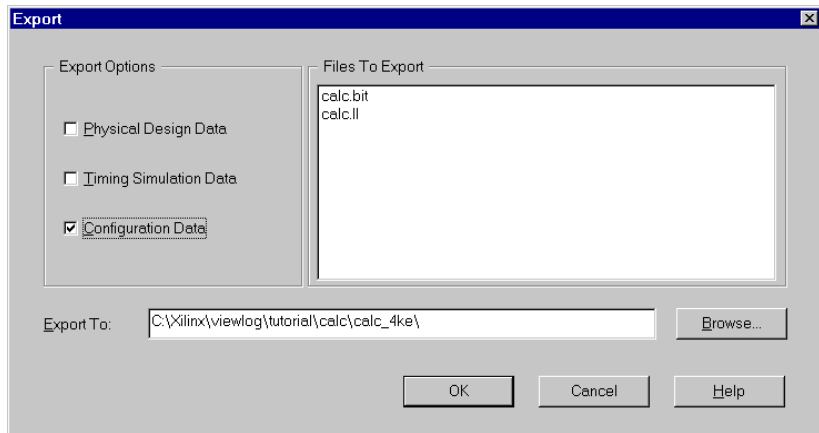 Export
Export Options
Physical Design Data
Timing Simulation Data
Configuration Data
Files To Export
calc.bit
calc.ll
Export To:
C:\Xilinx\viewlog\tutorial\calc\calc_4ke\
Browse...
OK
Cancel
Help